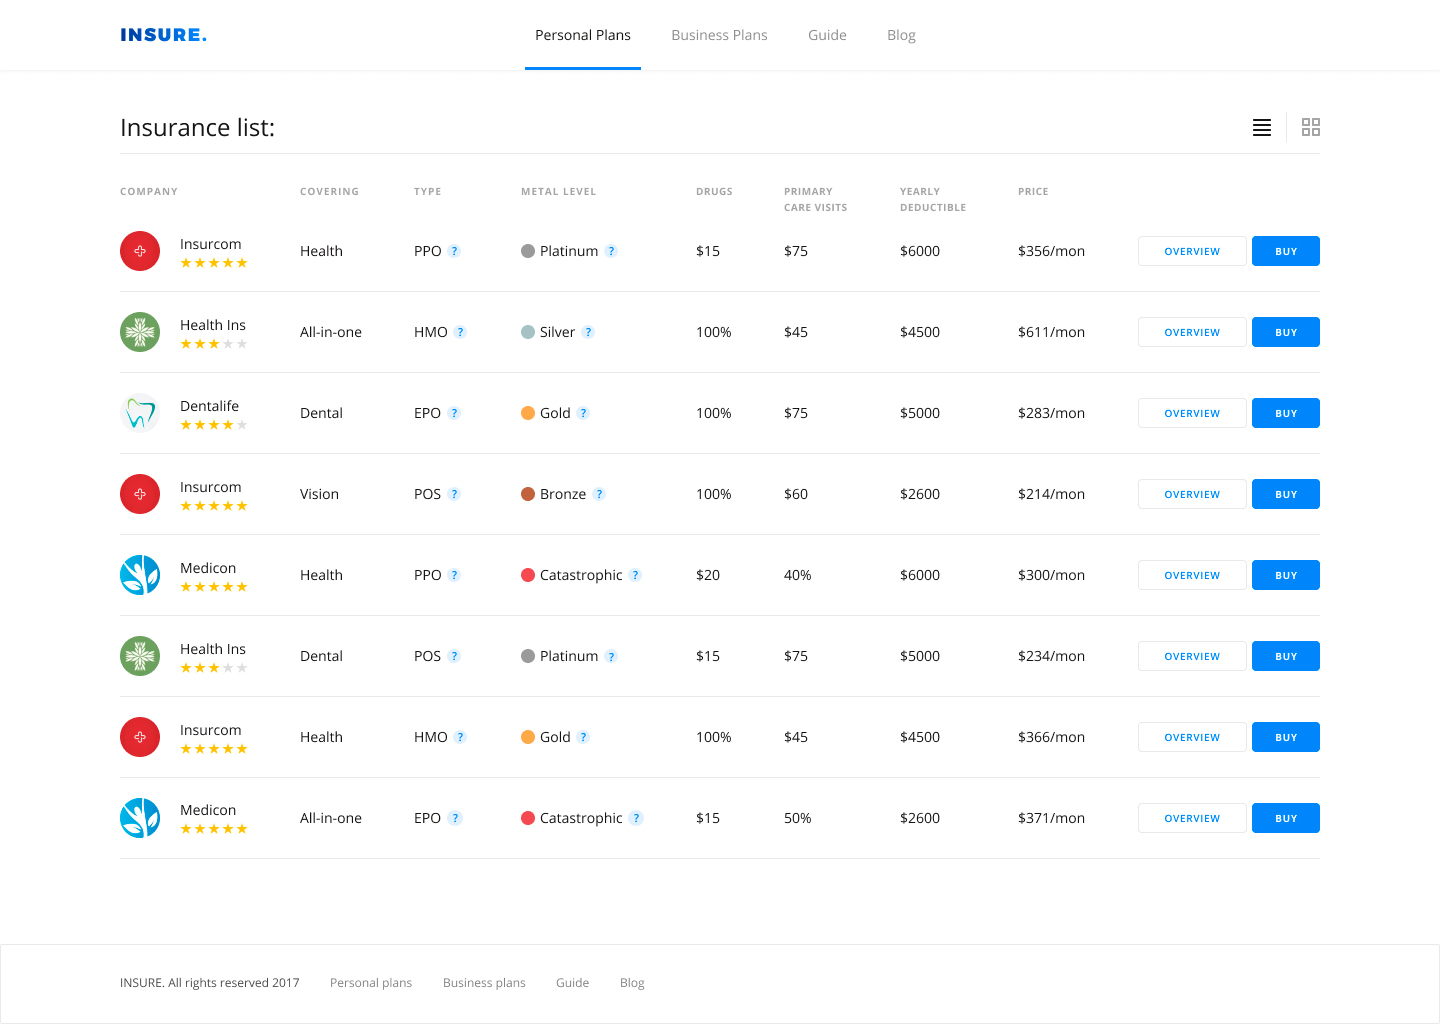 INSURE.
Personal Plans Business Plans Guide Blog
Insurance list:
COMPANY COVERING TYPE METAL LEVEL DRUGS PRIMARY CARE VISITS YEARLY DEDUCTIBLE PRICE
Insurcom Health PPO ? Platinum ? $15 $75 $6000 $356/mon OVERVIEW BUY
Health Ins All-in-one HMO ? Silver ? 100% $45 $4500 $611/mon OVERVIEW BUY
Dentalife Dental EPO ? Gold ? 100% $75 $5000 $283/mon OVERVIEW BUY
Insurcom Vision POS ? Bronze ? 100% $60 $2600 $214/mon OVERVIEW BUY
Medicon Health PPO ? Catastrophic ? $20 40% $6000 $300/mon OVERVIEW BUY
Health Ins Dental POS ? Platinum ? $15 $75 $5000 $234/mon OVERVIEW BUY
Insurcom Health HMO ? Gold ? 100% $45 $4500 $366/mon OVERVIEW BUY
Medicon All-in-one EPO ? Catastrophic ? $15 50% $2600 $371/mon OVERVIEW BUY
INSURE. All rights reserved 2017 Personal plans Business plans Guide Blog